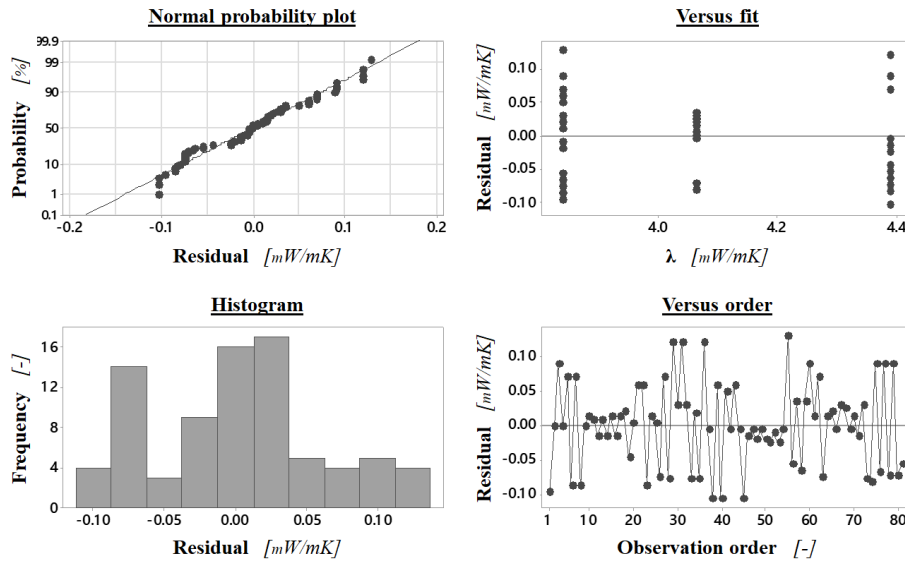 Normal probability plot
Probability [%]
99.9
99
90
50
10
1
0.1
-0.2 -0.1 0.0 0.1 0.2
Residual [mW/mK]
Versus fit
Residual [mW/mK]
0.10
0.05
0.00
-0.05
-0.10
4.0 4.2 4.4
λ [mW/mK]
Histogram
Frequency [-]
16
12
8
4
0
-0.10 -0.05 0.00 0.05 0.10
Residual [mW/mK]
Versus order
Residual [mW/mK]
0.10
0.05
0.00
-0.05
-0.10
1 10 20 30 40 50 60 70 80
Observation order [-]